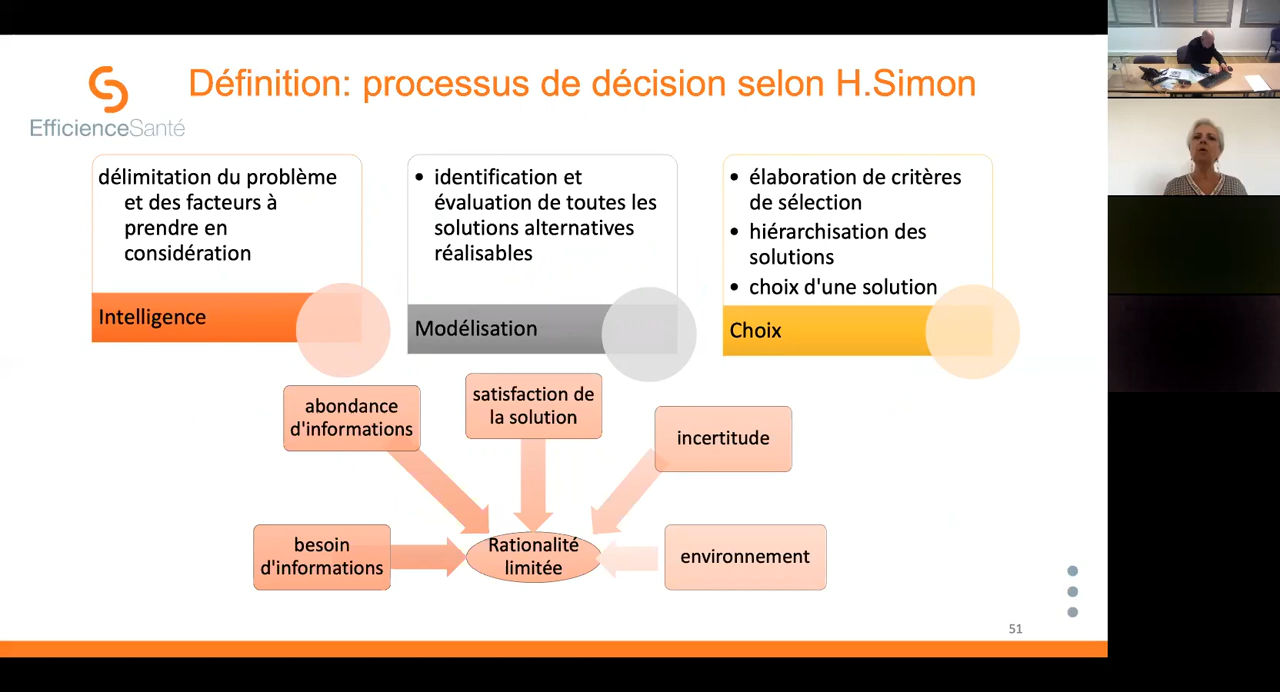 Définition: processus de décision selon H.Simon
EfficienceSanté
délimitation du problème
et des facteurs à
prendre en
considération
Intelligence
• identification et
évaluation de toutes les
solutions alternatives
réalisables
Modélisation
• élaboration de critères
de sélection
• hiérarchisation des
solutions
• choix d'une solution
Choix
abondance
d'informations
satisfaction de
la solution
incertitude
besoin
d'informations
Rationalité
limitée
environnement
51